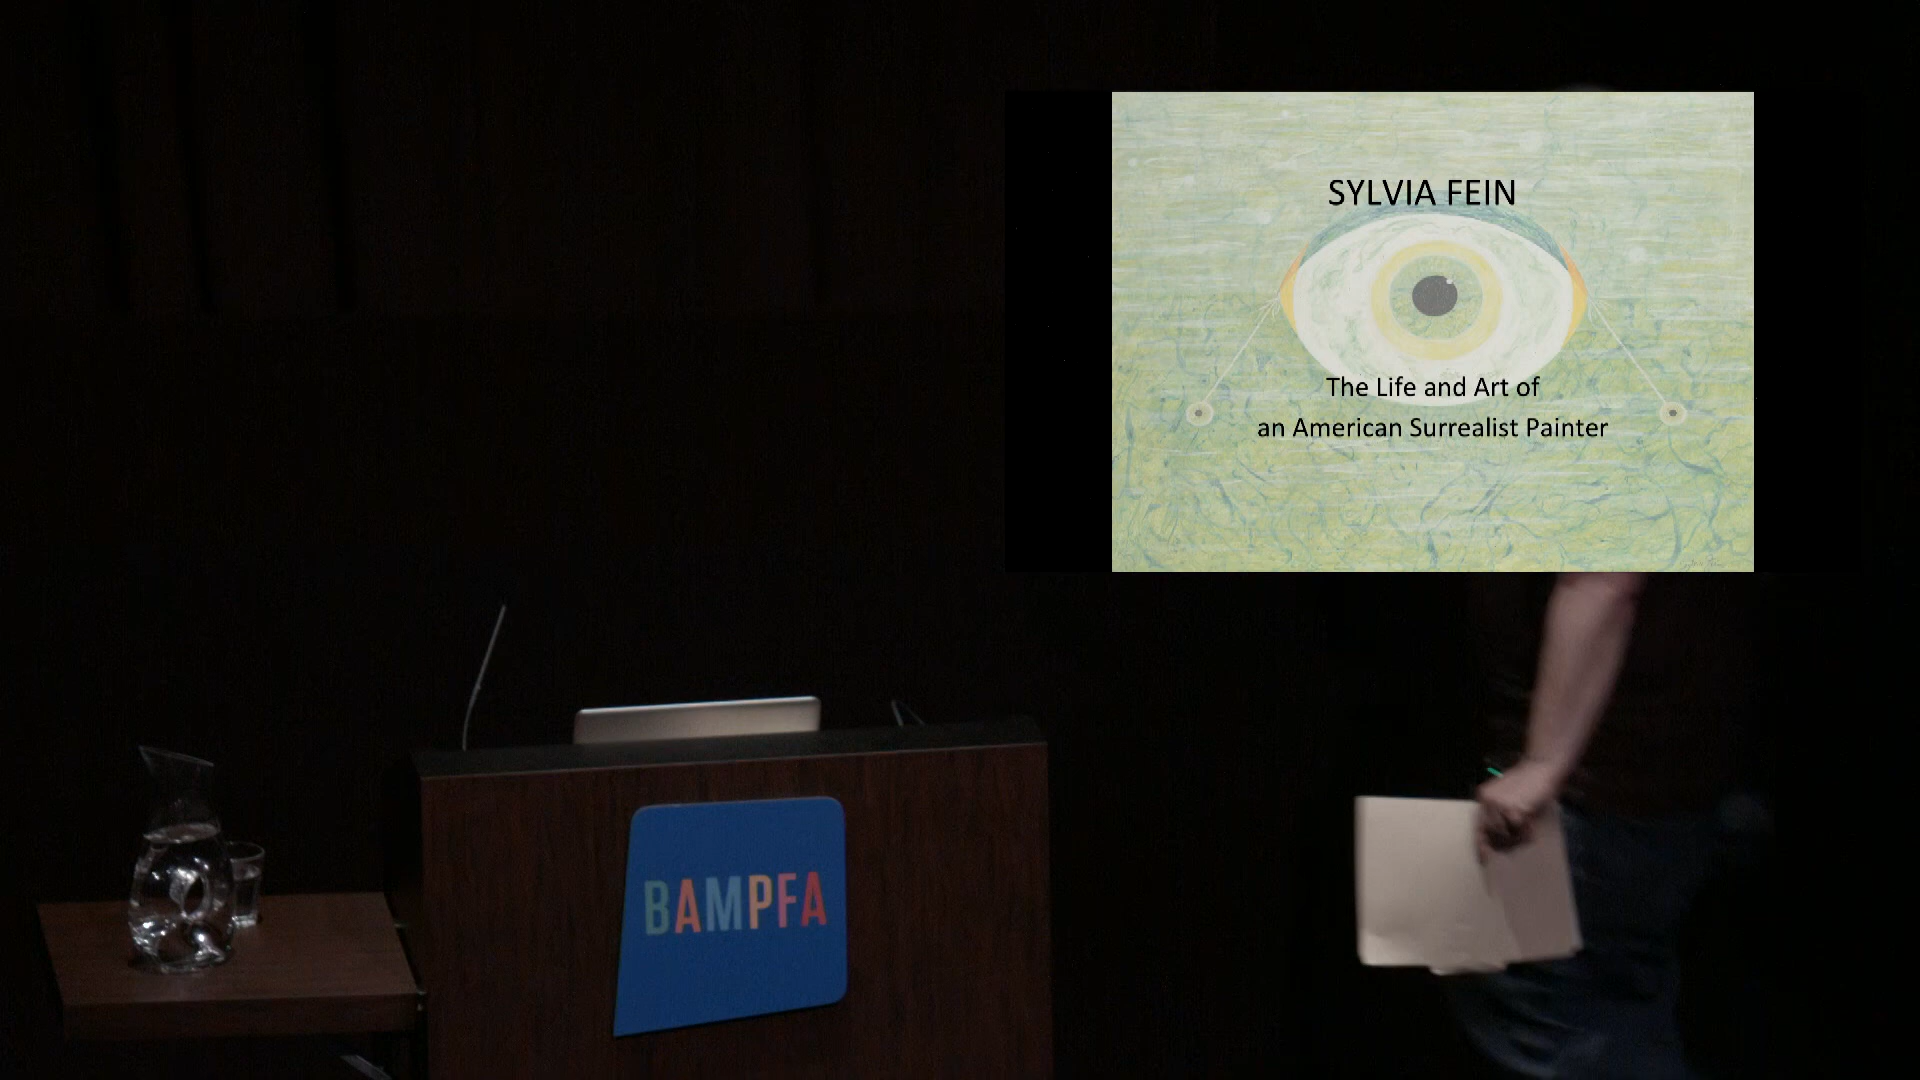 SYLVIA FEIN
The Life and Art of
an American Surrealist Painter
BAMPFA